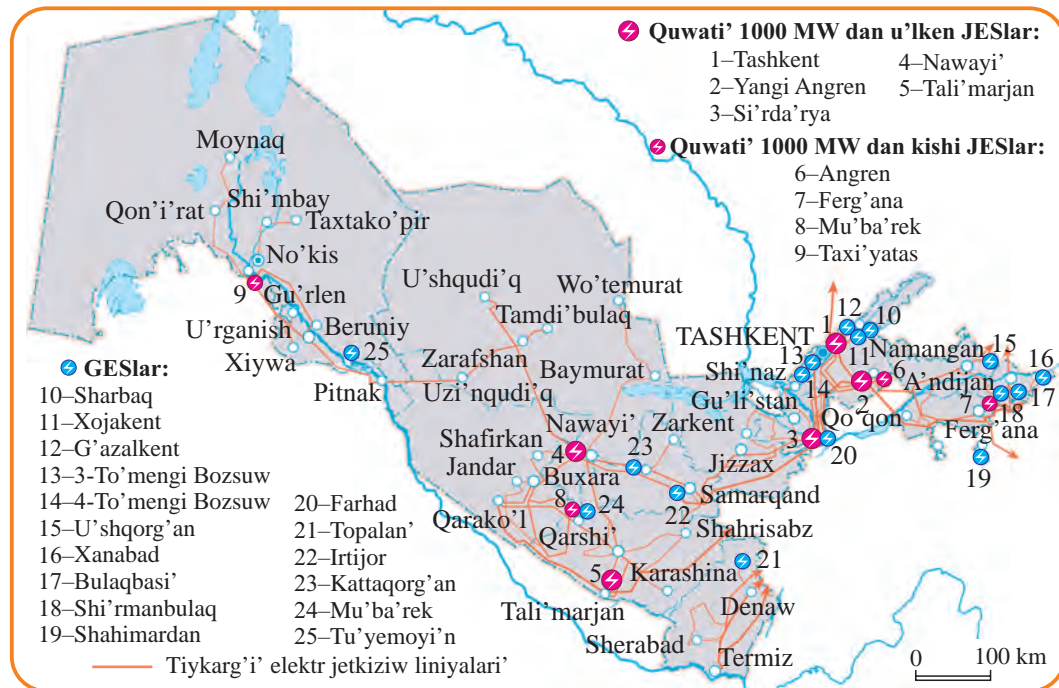 Quwati’ 1000 MW dan u’lken JESlar:
1–Tashkent
2–Yangi Angren
3–Si’rda’rya
4–Nawayi’
5–Tali’marjan
Quwati’ 1000 MW dan kishi JESlar:
6–Angren
7–Ferg’ana
8–Mu’ba’rek
9–Taxi’yatas
Moynaq
Shi’mbay
Qon’i’rat
Taxtako’pir
No’kis
9
Gu’rlen
U’rganish
Beruniy
Xiywa
25
Pitnak
U’shqudi’q
Wo’temurat
Tamdi’bulaq
Zarafshan
Uzi’nqudi’q
Baymurat
TASHKENT
1
12
10
11
13
14
Namangan
15
16
Shi’naz
6
2
A’ndijan
17
18
7
Gu’li’stan
Qo’qon
Ferg’ana
19
3
20
Zarkent
Nawayi’
23
Shafirkan
4
Jizzax
Jandar
Buxara
22
Samarqand
8
24
Qarako’l
Qarshi’
Shahrisabz
21
5
Karashina
Tali’marjan
Denaw
Sherabad
Termiz
GESlar:
10–Sharbaq
11–Xojakent
12–G’azalkent
13–3-To’mengi Bozsuw
14–4-To’mengi Bozsuw
15–U’shqorg’an
16–Xanabad
17–Bulaqbasi’
18–Shi’rmanbulaq
19–Shahimardan
20–Farhad
21–Topalan’
22–Irtijor
23–Kattaqorg’an
24–Mu’ba’rek
25–Tu’yemoyi’n
Tiykarg’i’ elektr jetkiziw liniyalari’
0 100 km